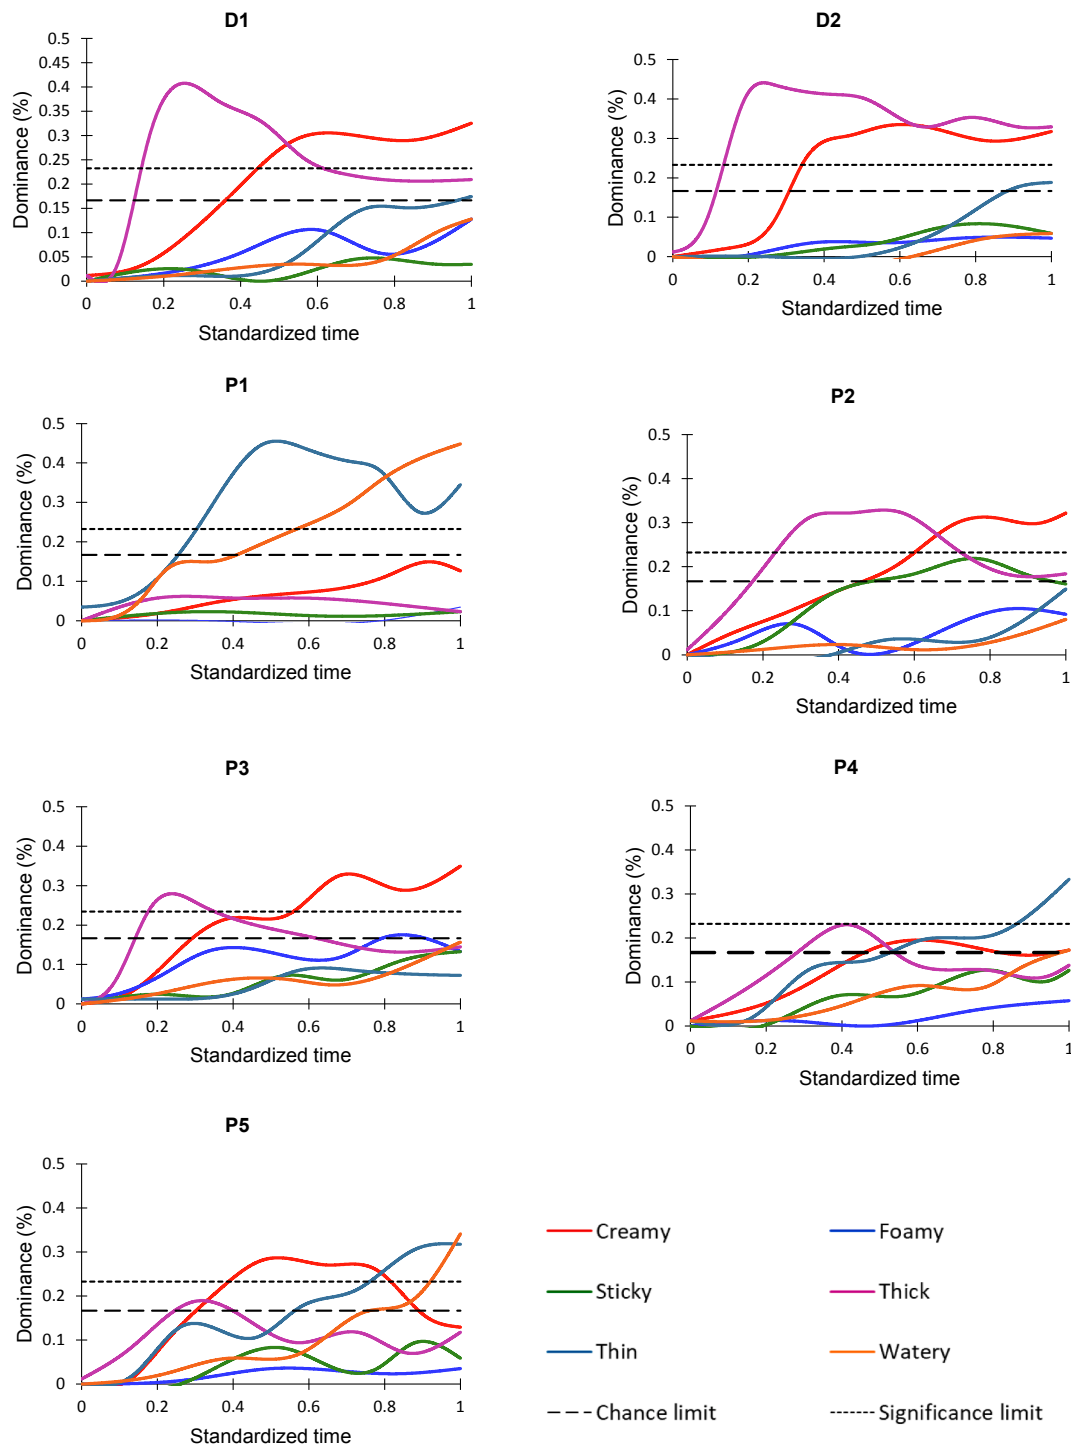 D1
0.5
0.45
0.4
0.35
0.3
0.25
0.2
0.15
0.1
0.05
0
Dominance (%)
0 0.2 0.4 0.6 0.8 1
Standardized time
D2
0.5
0.4
0.3
0.2
0.1
0
Dominance (%)
0 0.2 0.4 0.6 0.8 1
Standardized time
P1
0.5
0.4
0.3
0.2
0.1
0
Dominance (%)
0 0.2 0.4 0.6 0.8 1
Standardized time
P2
0.5
0.4
0.3
0.2
0.1
0
Dominance (%)
0 0.2 0.4 0.6 0.8 1
Standardized time
P3
0.5
0.4
0.3
0.2
0.1
0
Dominance (%)
0 0.2 0.4 0.6 0.8 1
Standardized time
P4
0.5
0.4
0.3
0.2
0.1
0
Dominance (%)
0 0.2 0.4 0.6 0.8 1
Standardized time
P5
0.5
0.4
0.3
0.2
0.1
0
Dominance (%)
0 0.2 0.4 0.6 0.8 1
Standardized time
Creamy Foamy
Sticky Thick
Thin Watery
Chance limit Significance limit